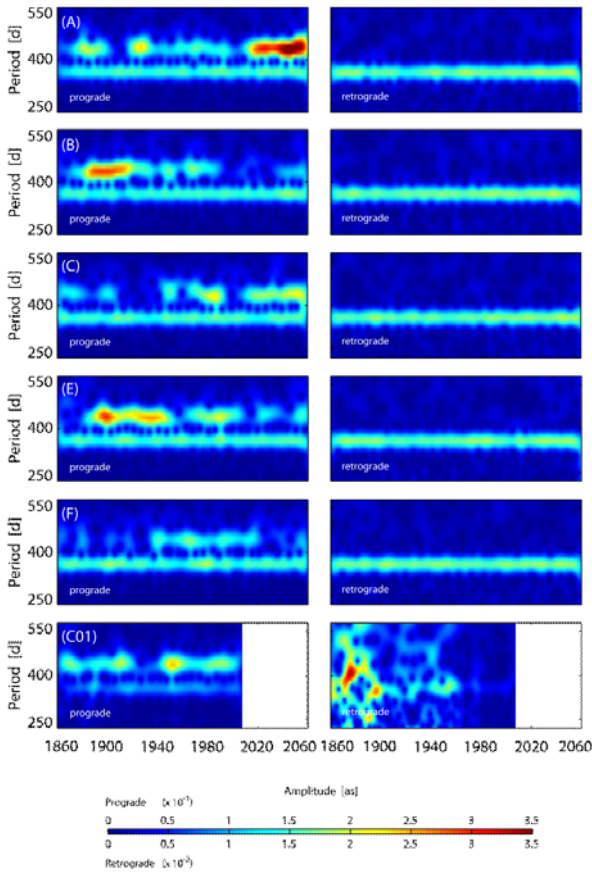 550
(A)
Period [d]
400
250
prograde
retrograde
550
(B)
Period [d]
400
250
prograde
retrograde
550
(C)
Period [d]
400
250
prograde
retrograde
550
(E)
Period [d]
400
250
prograde
retrograde
550
(F)
Period [d]
400
250
prograde
retrograde
550
(C01)
Period [d]
400
250
prograde
retrograde
1860 1900 1940 1980 2020 2060
1860 1900 1940 1980 2020 2060
Amplitude [as]
Prograde (x 10⁻¹)
0 0.5 1 1.5 2 2.5 3 3.5
0 0.5 1 1.5 2 2.5 3 3.5
Retrograde (x 10⁻²)